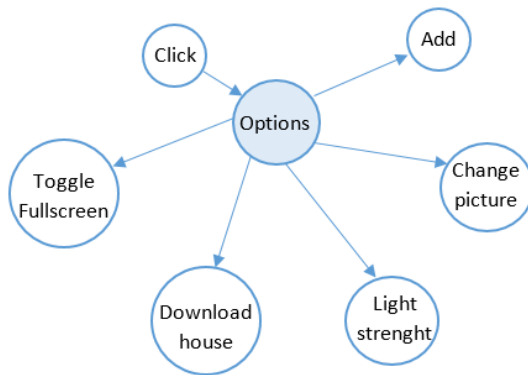 Click
Add
Options
Toggle
Fullscreen
Change
picture
Download
house
Light
strenght